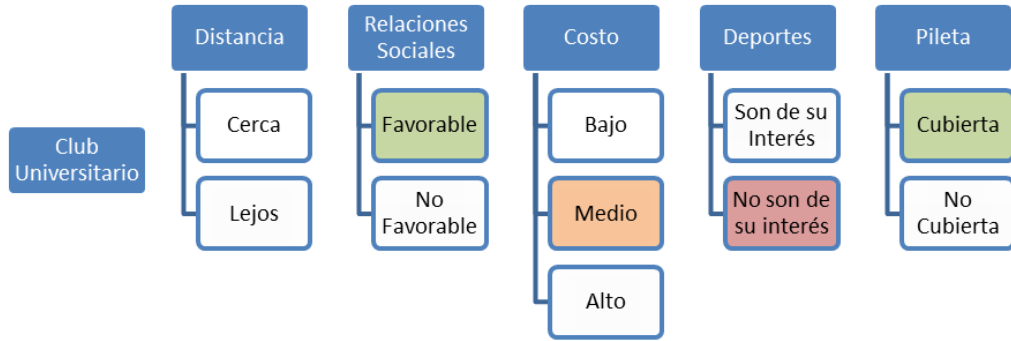 Distancia
Relaciones
Sociales
Costo
Deportes
Pileta
Club
Universitario
Cerca
Lejos
Favorable
No
Favorable
Bajo
Medio
Alto
Son de su
Interés
No son de
su interés
Cubierta
No
Cubierta